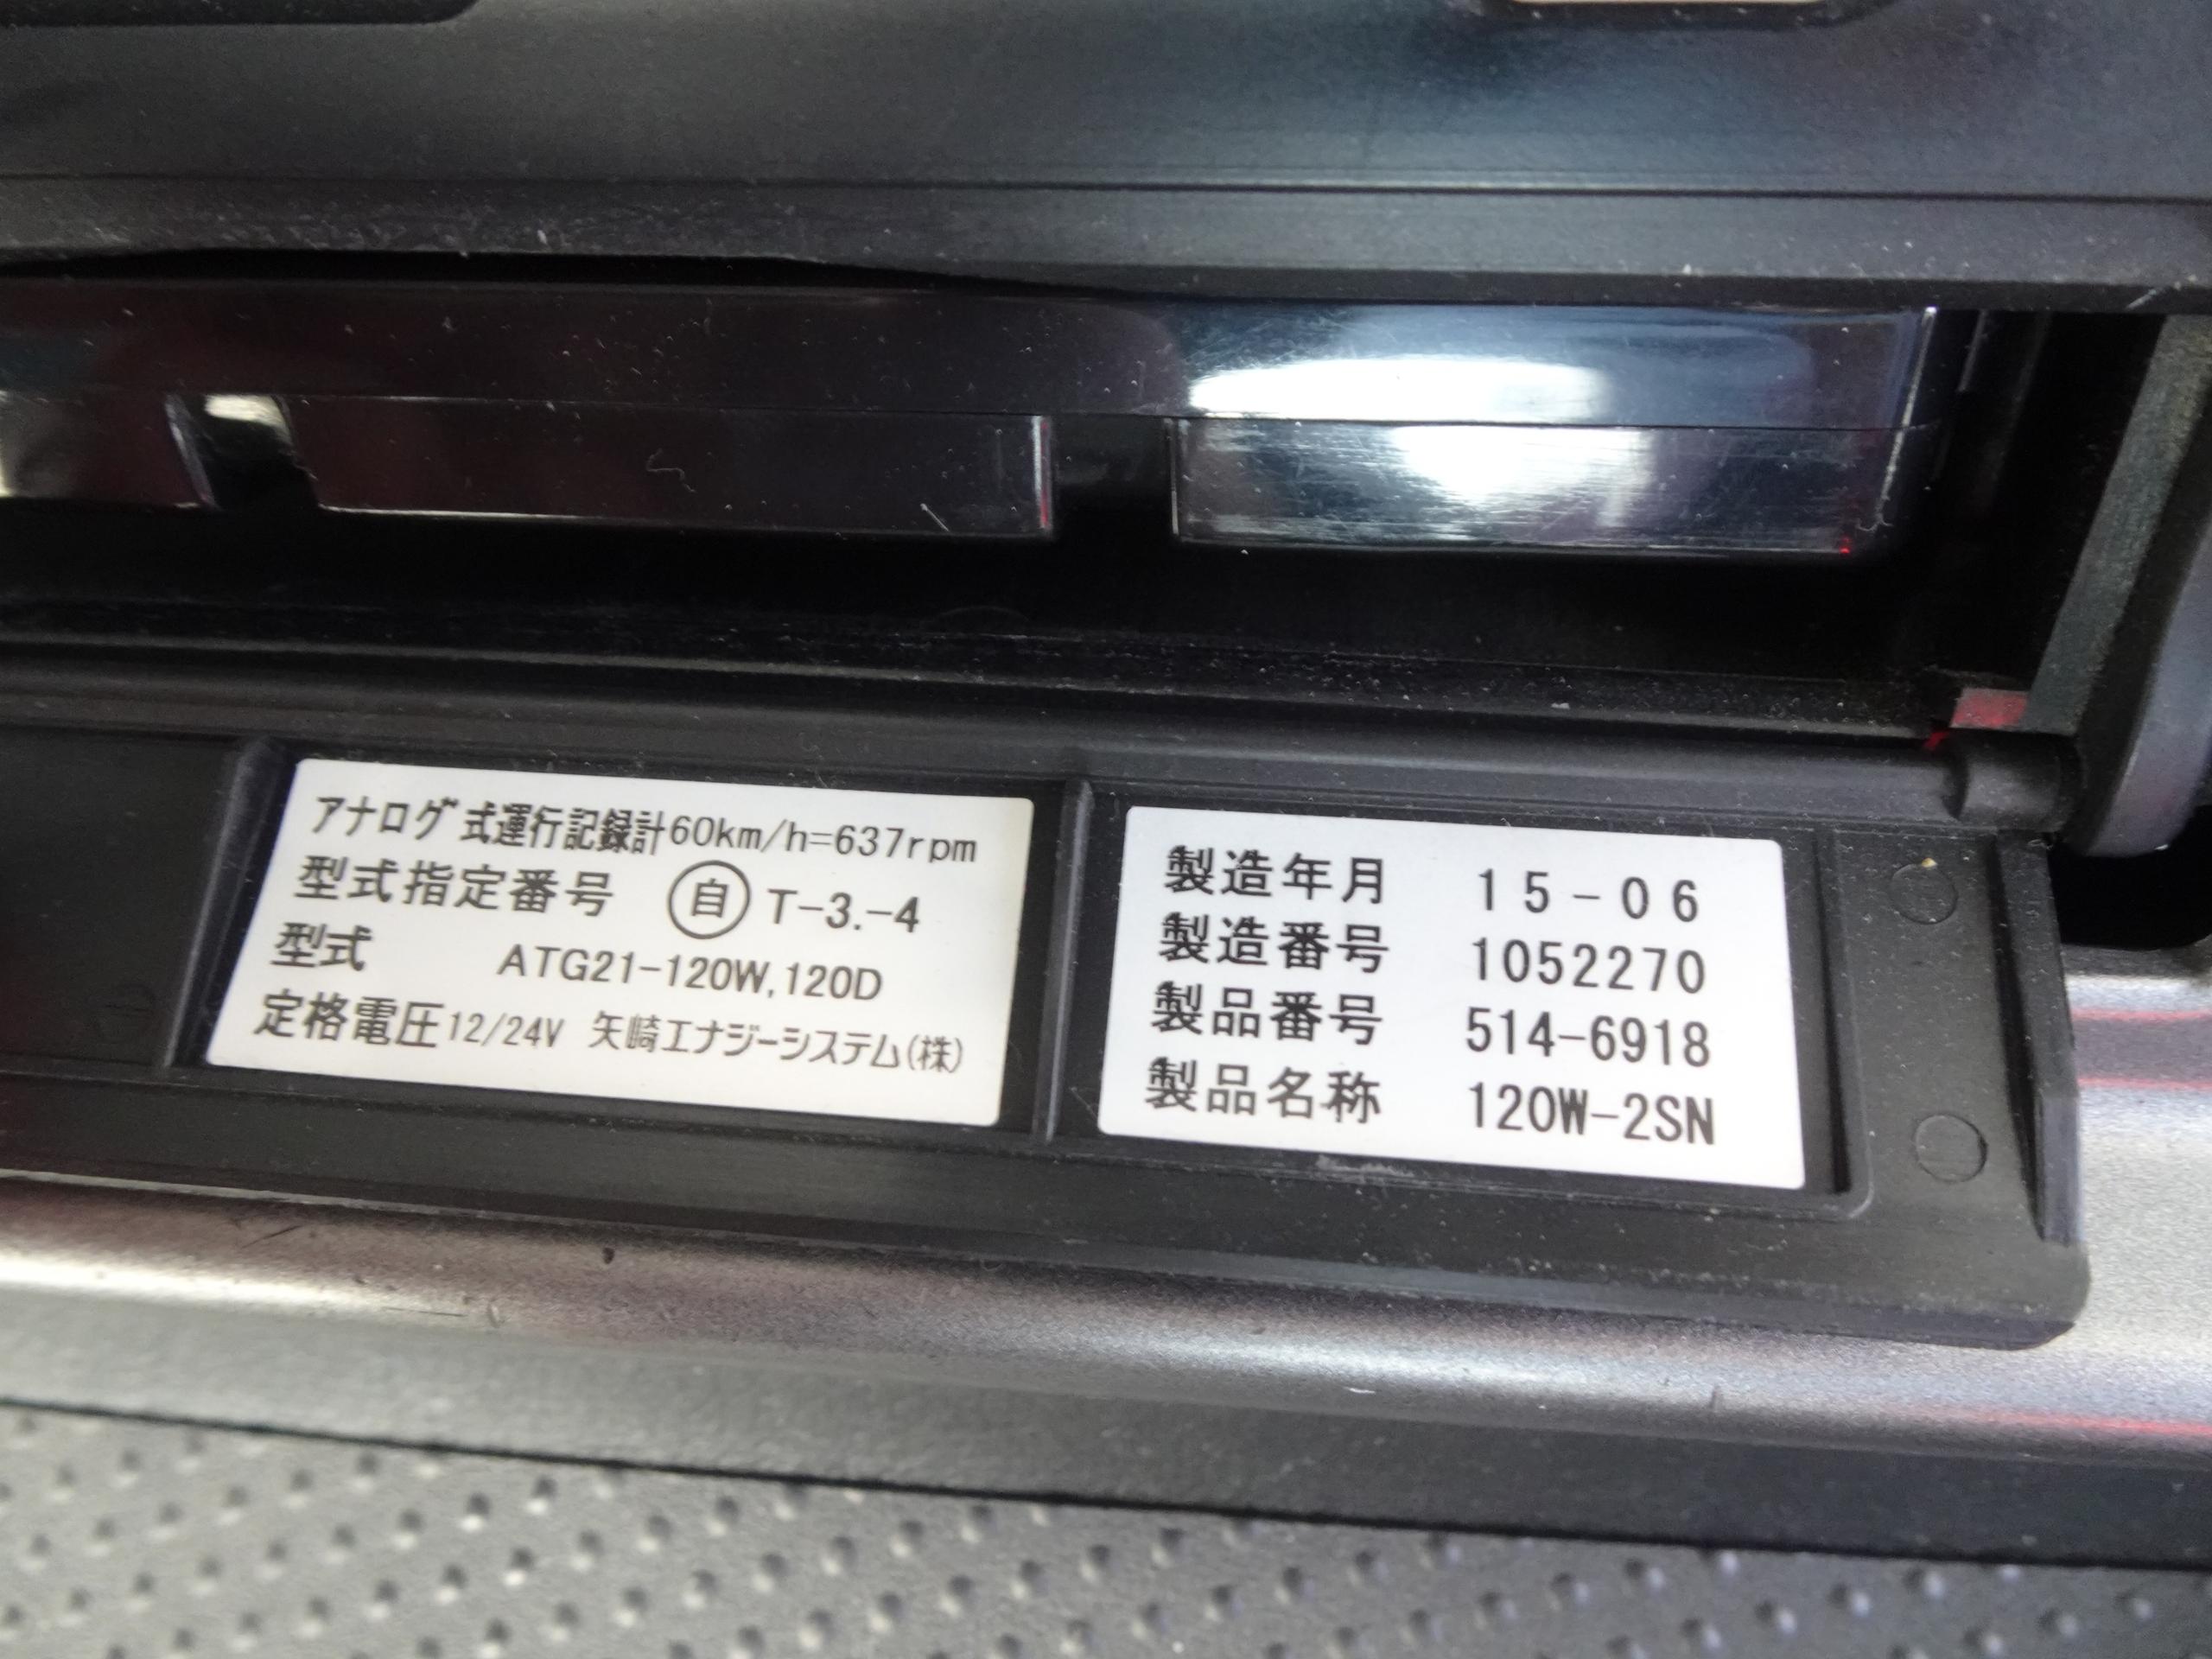 アナログ式運行記録計60km/h=637rpm
型式指定番号 自 T-3.-4
型式 ATG21-120W,120D
定格電圧12/24V 矢崎エナジーシステム(株)
製造年月 15-06
製造番号 1052270
製品番号 514-6918
製品名称 120W-2SN